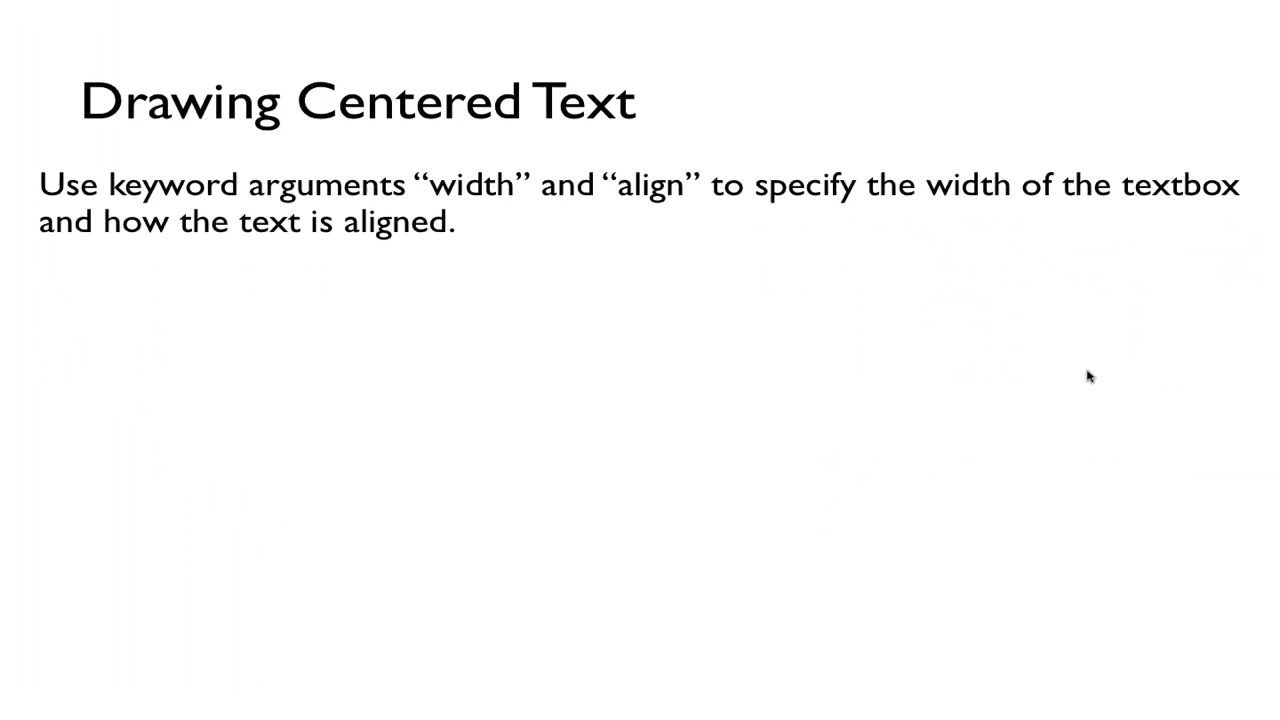 Drawing Centered Text
Use keyword arguments “width” and “align” to specify the width of the textbox
and how the text is aligned.